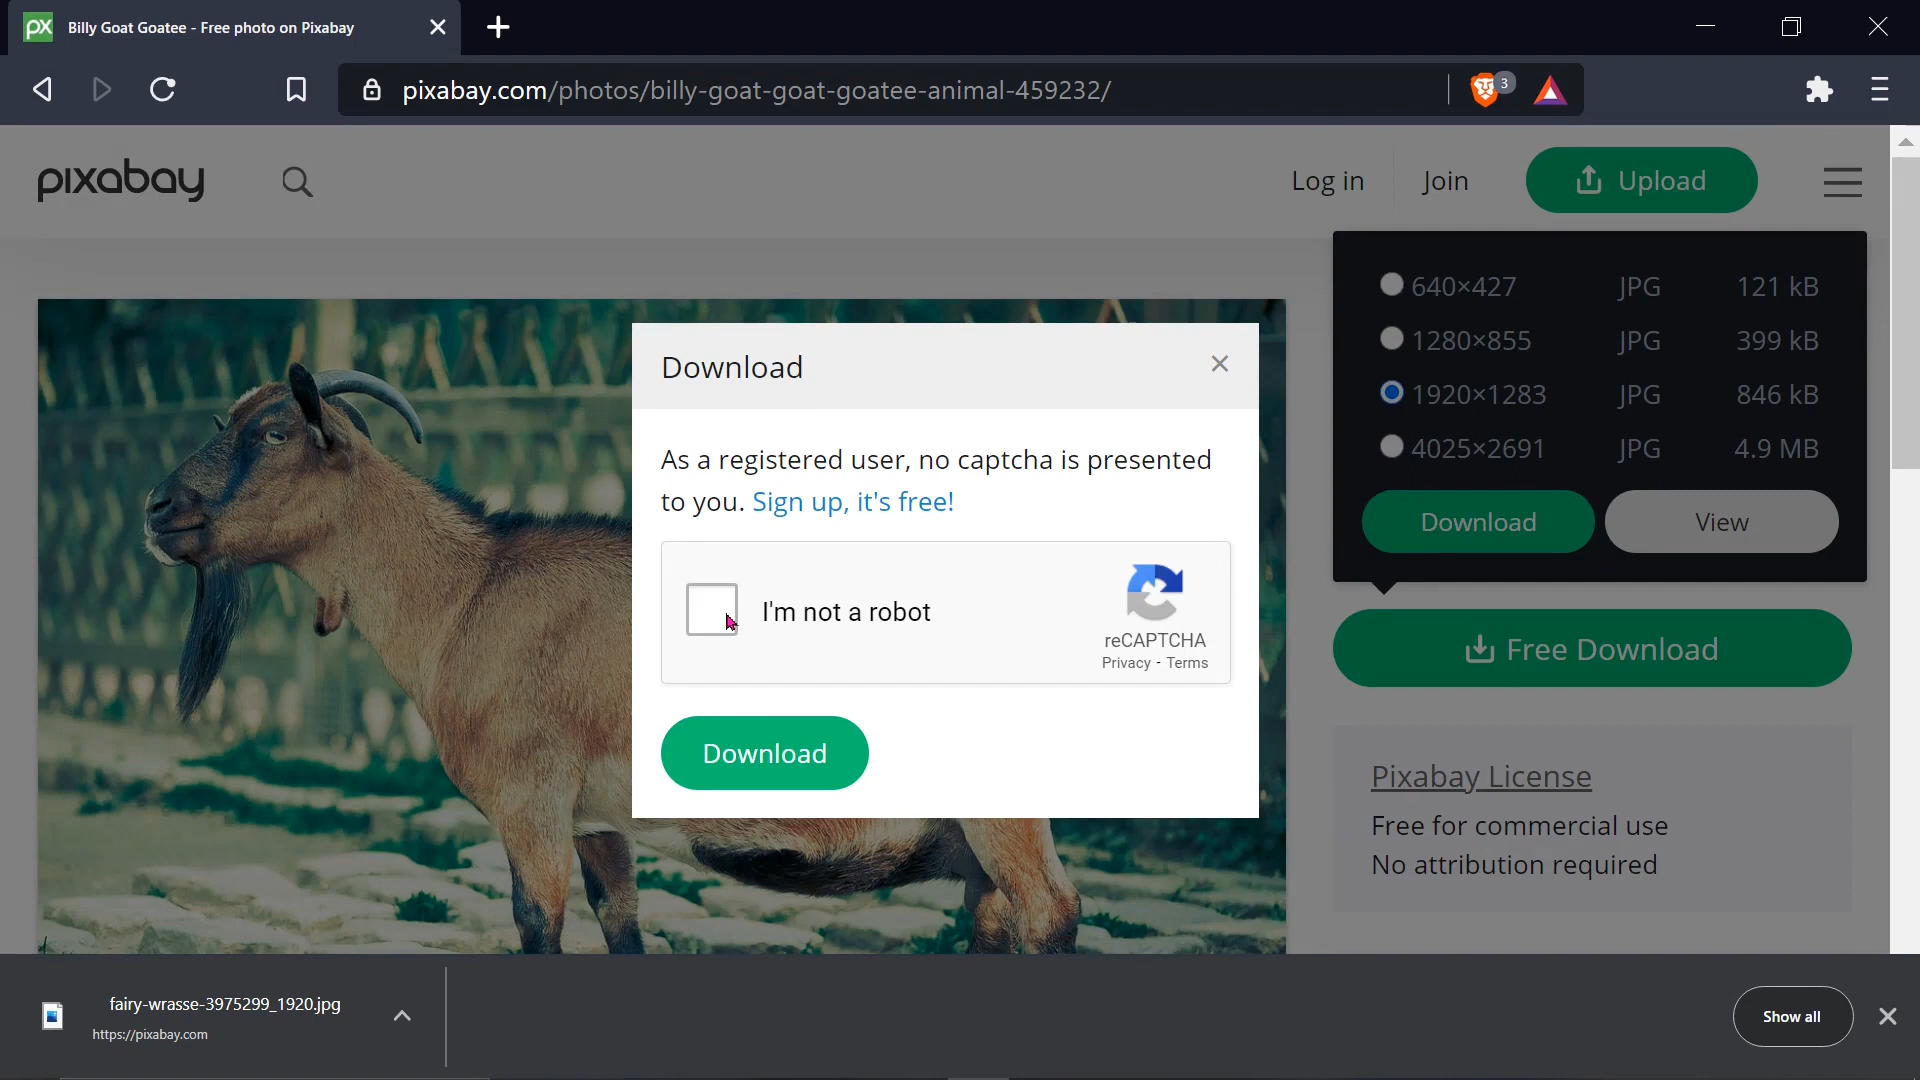 px Billy Goat Goatee - Free photo on Pixabay
pixabay.com/photos/billy-goat-goat-goatee-animal-459232/
3
pixabay
Log in
Join
Upload
640×427 JPG 121 kB
1280×855 JPG 399 kB
1920×1283 JPG 846 kB
4025×2691 JPG 4.9 MB
Download View
Free Download
Pixabay License
Free for commercial use
No attribution required
Download
As a registered user, no captcha is presented
to you. Sign up, it's free!
I'm not a robot
reCAPTCHA
Privacy - Terms
Download
fairy-wrasse-3975299_1920.jpg
https://pixabay.com
Show all